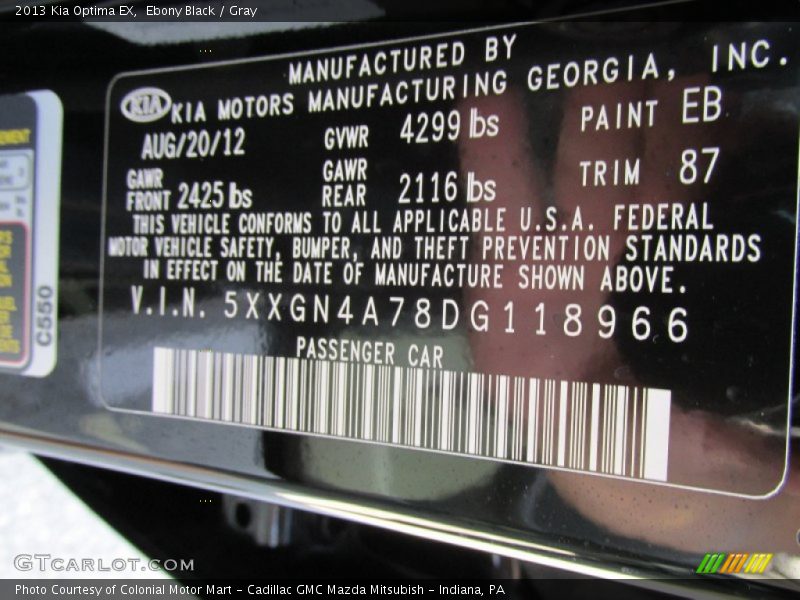 2013 Kia Optima EX, Ebony Black / Gray
MANUFACTURED BY
KIA KIA MOTORS MANUFACTURING GEORGIA, INC.
AUG/20/12 GVWR 4299 lbs PAINT EB
GAWR FRONT 2425 lbs GAWR REAR 2116 lbs TRIM 87
THIS VEHICLE CONFORMS TO ALL APPLICABLE U.S.A. FEDERAL
MOTOR VEHICLE SAFETY, BUMPER, AND THEFT PREVENTION STANDARDS
IN EFFECT ON THE DATE OF MANUFACTURE SHOWN ABOVE.
V.I.N. 5XXGN4A78DG118966
PASSENGER CAR
C550
GTcarlot.com
Photo Courtesy of Colonial Motor Mart - Cadillac GMC Mazda Mitsubish - Indiana, PA